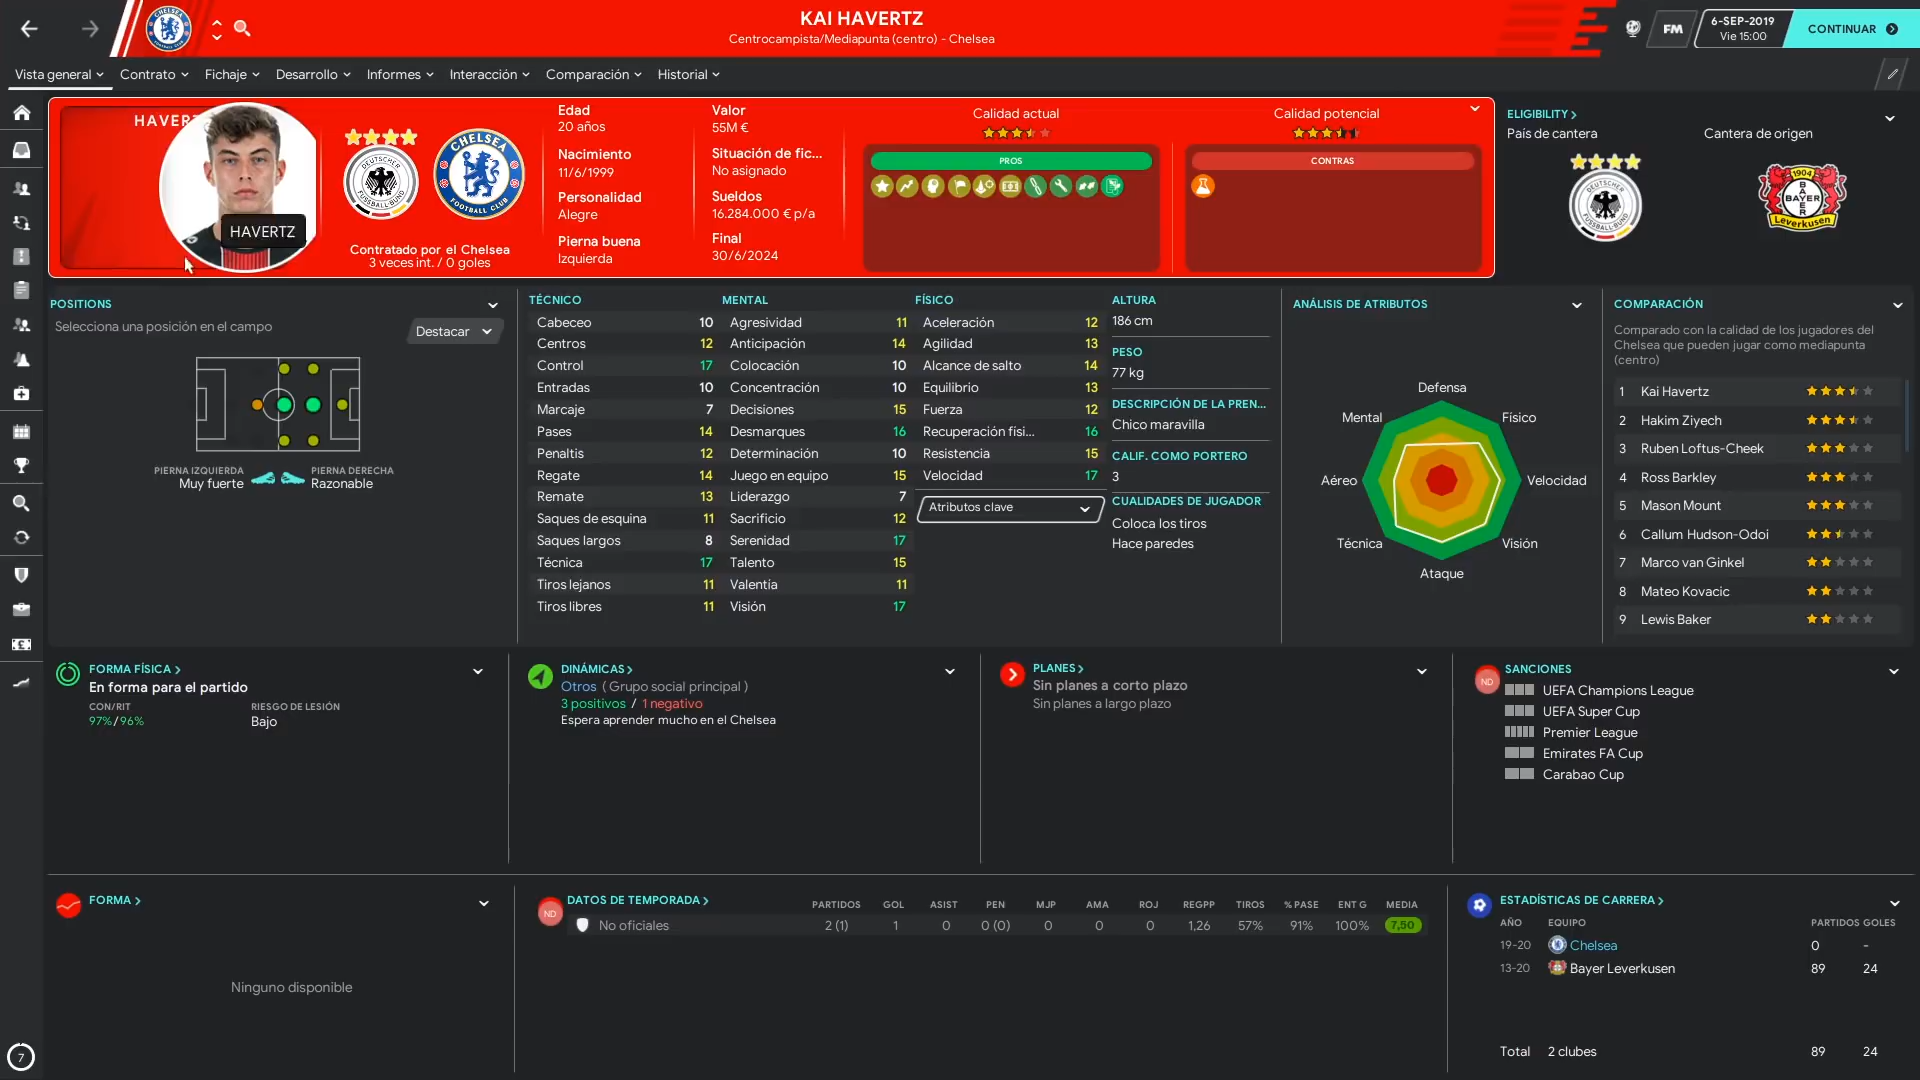 KAI HAVERTZ
Centrocampista/Mediapunta (centro) - Chelsea
FM
6-SEP-2019
Vie 15:00
CONTINUAR
Vista general
Contrato
Fichaje
Desarrollo
Informes
Interacción
Comparación
Historial
HAVERT
HAVERTZ
DEUTSCHER
FUSSBALL-BUND
CHELSEA
FOOTBALL CLUB
Contratado por el Chelsea
3 veces int. / 0 goles
Edad
20 años
Nacimiento
11/6/1999
Personalidad
Alegre
Pierna buena
Izquierda
Valor
55M €
Situación de fic...
No asignado
Sueldos
16.284.000 € p/a
Final
30/6/2024
Calidad actual
PROS
Calidad potencial
CONTRAS
ELIGIBILITY
País de cantera
Cantera de origen
DEUTSCHER
FUSSBALL-BUND
1904
BAYER
BAYER
Leverkusen
POSITIONS
Selecciona una posición en el campo
Destacar
PIERNA IZQUIERDA
Muy fuerte
PIERNA DERECHA
Razonable
TÉCNICO
Cabeceo 10
Centros 12
Control 17
Entradas 10
Marcaje 7
Pases 14
Penaltis 12
Regate 14
Remate 13
Saques de esquina 11
Saques largos 8
Técnica 17
Tiros lejanos 11
Tiros libres 11
MENTAL
Agresividad 11
Anticipación 14
Colocación 10
Concentración 10
Decisiones 15
Desmarques 16
Determinación 10
Juego en equipo 15
Liderazgo 7
Sacrificio 12
Serenidad 17
Talento 15
Valentía 11
Visión 17
FÍSICO
Aceleración 12
Agilidad 13
Alcance de salto 14
Equilibrio 13
Fuerza 12
Recuperación físi... 16
Resistencia 15
Velocidad 17
Atributos clave
ALTURA
186 cm
PESO
77 kg
DESCRIPCIÓN DE LA PREN...
Chico maravilla
CALIF. COMO PORTERO
3
CUALIDADES DE JUGADOR
Coloca los tiros
Hace paredes
ANÁLISIS DE ATRIBUTOS
Defensa
Mental
Físico
Aéreo
Velocidad
Técnica
Visión
Ataque
COMPARACIÓN
Comparado con la calidad de los jugadores del
Chelsea que pueden jugar como mediapunta
(centro)
1 Kai Havertz
2 Hakim Ziyech
3 Ruben Loftus-Cheek
4 Ross Barkley
5 Mason Mount
6 Callum Hudson-Odoi
7 Marco van Ginkel
8 Mateo Kovacic
9 Lewis Baker
FORMA FÍSICA
En forma para el partido
CON/RIT
97%/96%
RIESGO DE LESIÓN
Bajo
DINÁMICAS
Otros (Grupo social principal)
3 positivos / 1 negativo
Espera aprender mucho en el Chelsea
PLANES
Sin planes a corto plazo
Sin planes a largo plazo
ND
SANCIONES
UEFA Champions League
UEFA Super Cup
Premier League
Emirates FA Cup
Carabao Cup
FORMA
Ninguno disponible
ND
DATOS DE TEMPORADA PARTIDOS GOL ASIST PEN MJP AMA ROJ REGPP TIROS % PASE ENT G MEDIA
No oficiales 2 (1) 1 0 0 (0) 0 0 0 1,26 57% 91% 100% 7,50
ESTADÍSTICAS DE CARRERA
AÑO EQUIPO PARTIDOS GOLES
19-20 Chelsea 0 -
13-20 Bayer Leverkusen 89 24
Total 2 clubes 89 24
7